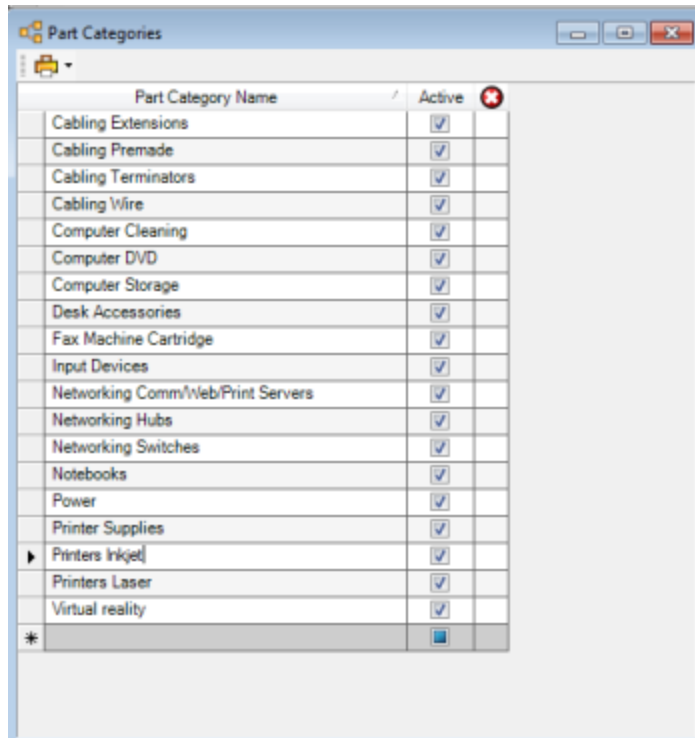 Part Categories
Part Category Name Active
Cabling Extensions
Cabling Premade
Cabling Terminators
Cabling Wire
Computer Cleaning
Computer DVD
Computer Storage
Desk Accessories
Fax Machine Cartridge
Input Devices
Networking Comm/Web/Print Servers
Networking Hubs
Networking Switches
Notebooks
Power
Printer Supplies
Printers Inkjet
Printers Laser
Virtual reality